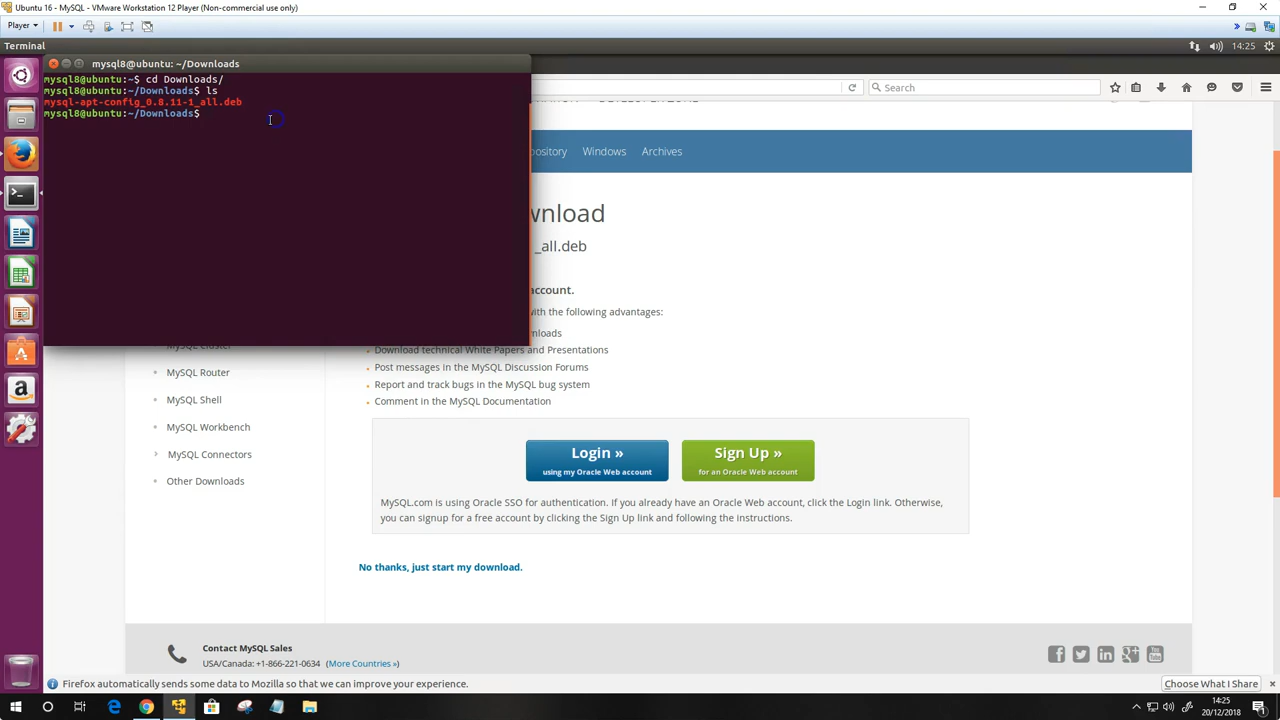 Ubuntu 16 - MySQL - VMware Workstation 12 Player (Non-commercial use only)
Player
Terminal
14:25
mysql8@ubuntu: ~/Downloads
mysql8@ubuntu:~$ cd Downloads/
mysql8@ubuntu:~/Downloads$ ls
mysql-apt-config_0.8.11-1_all.deb
mysql8@ubuntu:~/Downloads$
Search
pository
Windows
Archives
wnload
_all.deb
account.
with the following advantages:
nloads
Download technical White Papers and Presentations
Post messages in the MySQL Discussion Forums
Report and track bugs in the MySQL bug system
Comment in the MySQL Documentation
MySQL Cluster
MySQL Router
MySQL Shell
MySQL Workbench
MySQL Connectors
Other Downloads
Login »
using my Oracle Web account
Sign Up »
for an Oracle Web account
MySQL.com is using Oracle SSO for authentication. If you already have an Oracle Web account, click the Login link. Otherwise,
you can signup for a free account by clicking the Sign Up link and following the instructions.
No thanks, just start my download.
Contact MySQL Sales
USA/Canada: +1-866-221-0634 (More Countries »)
Firefox automatically sends some data to Mozilla so that we can improve your experience.
Choose What I Share
14:25
20/12/2018